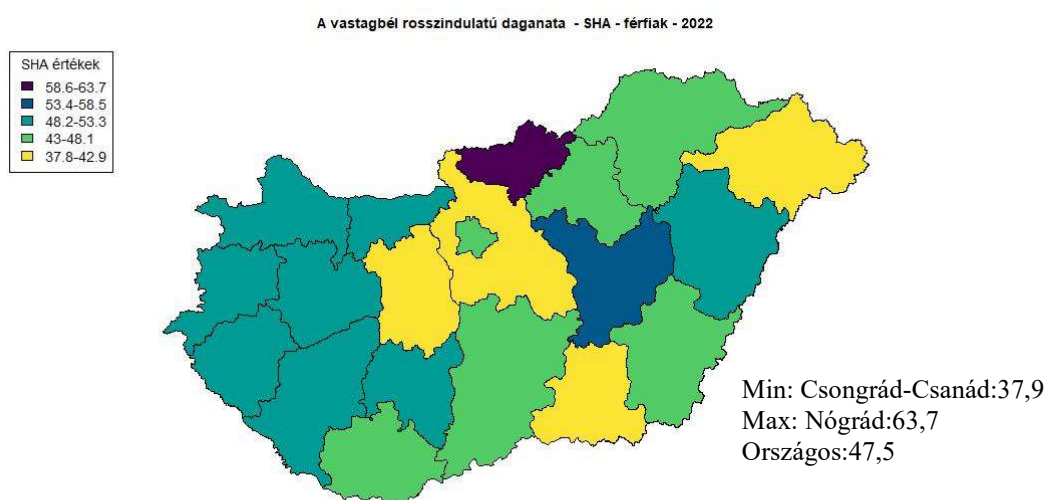 A vastagbél rosszindulatú daganata - SHA - férfiak - 2022
SHA értékek
58.6-63.7
53.4-58.5
48.2-53.3
43-48.1
37.8-42.9
Min: Csongrád-Csanád:37,9
Max: Nógrád:63,7
Országos:47,5